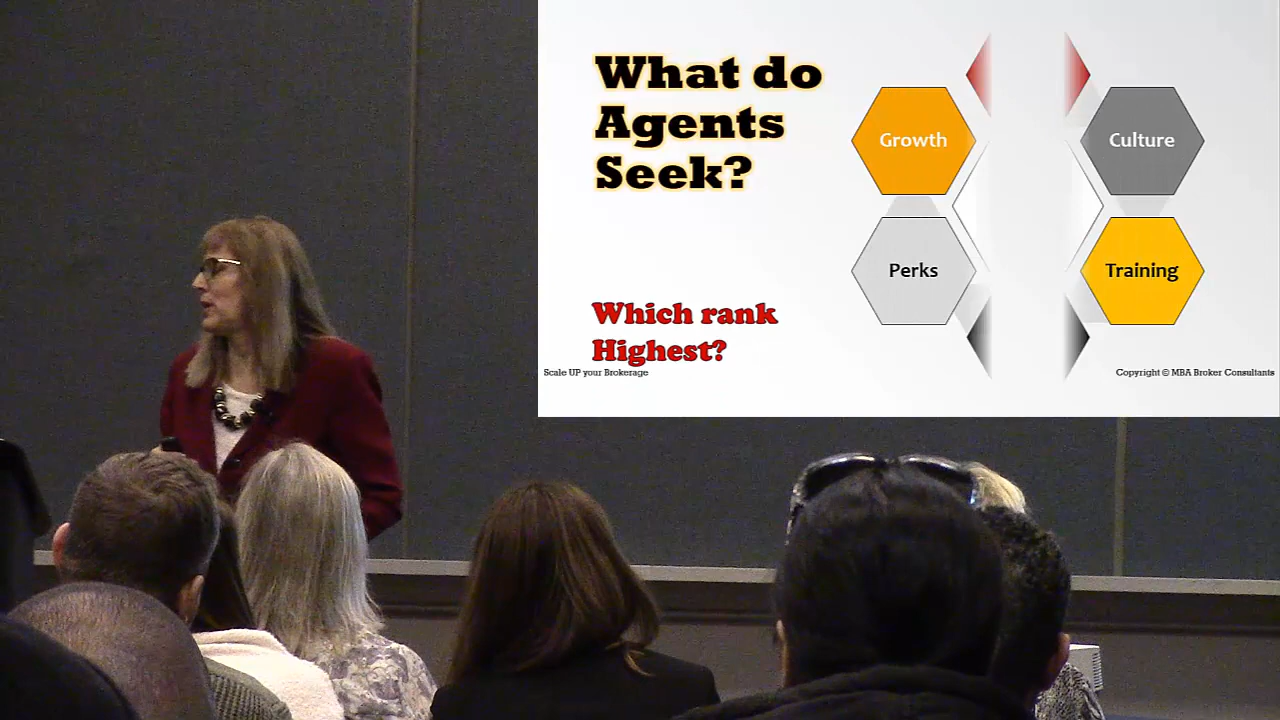 What do
Agents
Seek?
Growth
Culture
Perks
Training
Which rank
Highest?
Scale UP your Brokerage
Copyright © MBA Broker Consultants